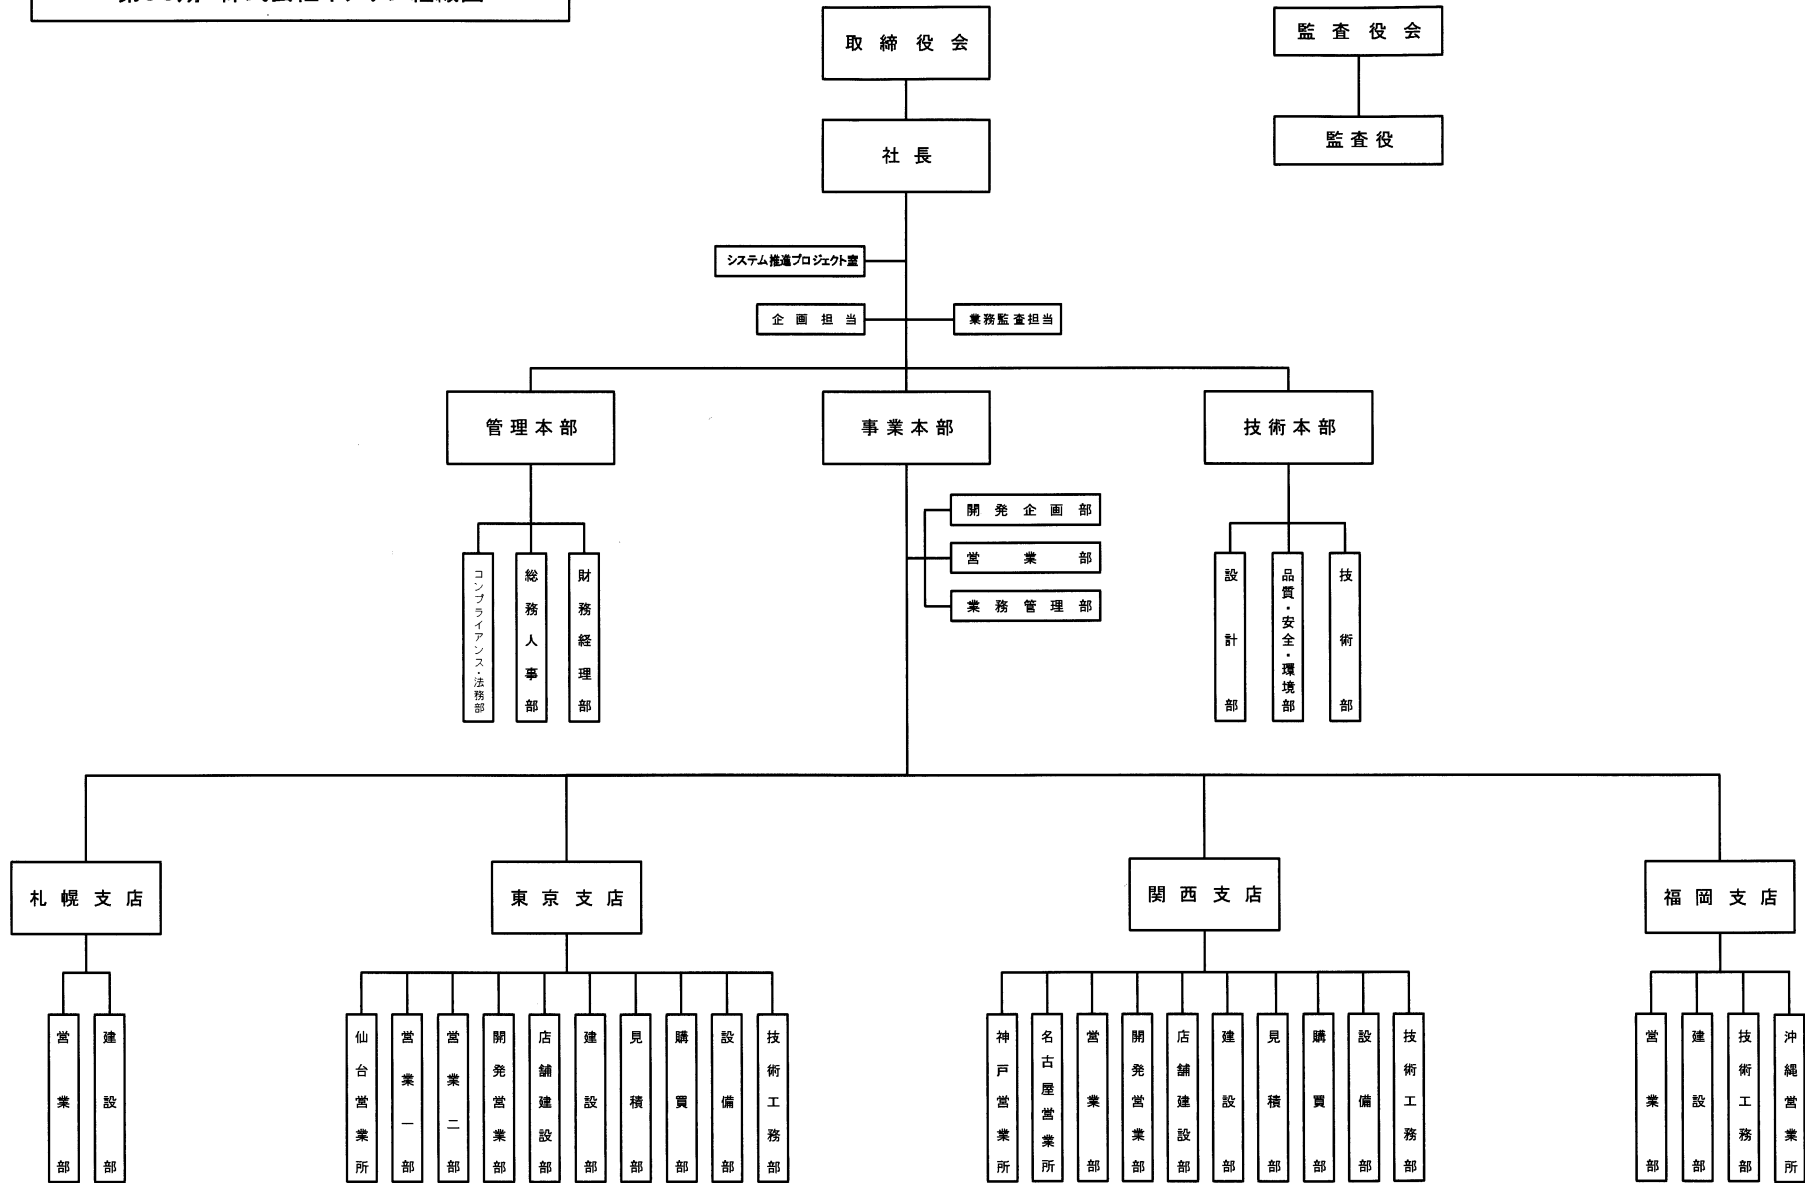 取締役会
監査役会
社長
監査役
システム推進プロジェクト室
企画担当
業務監査担当
管理本部
事業本部
技術本部
開発企画部
営業部
業務管理部
コンプライアンス・法務部
総務人事部
財務経理部
設計部
品質・安全・環境部
技術部
札幌支店
東京支店
関西支店
福岡支店
営業部
建設部
仙台営業所
営業一部
営業二部
開発営業部
店舗建設部
建設部
見積部
購買部
設備部
技術工務部
神戸営業所
名古屋営業所
営業部
開発営業部
店舗建設部
建設部
見積部
購買部
設備部
技術工務部
営業部
建設部
技術工務部
沖縄営業所